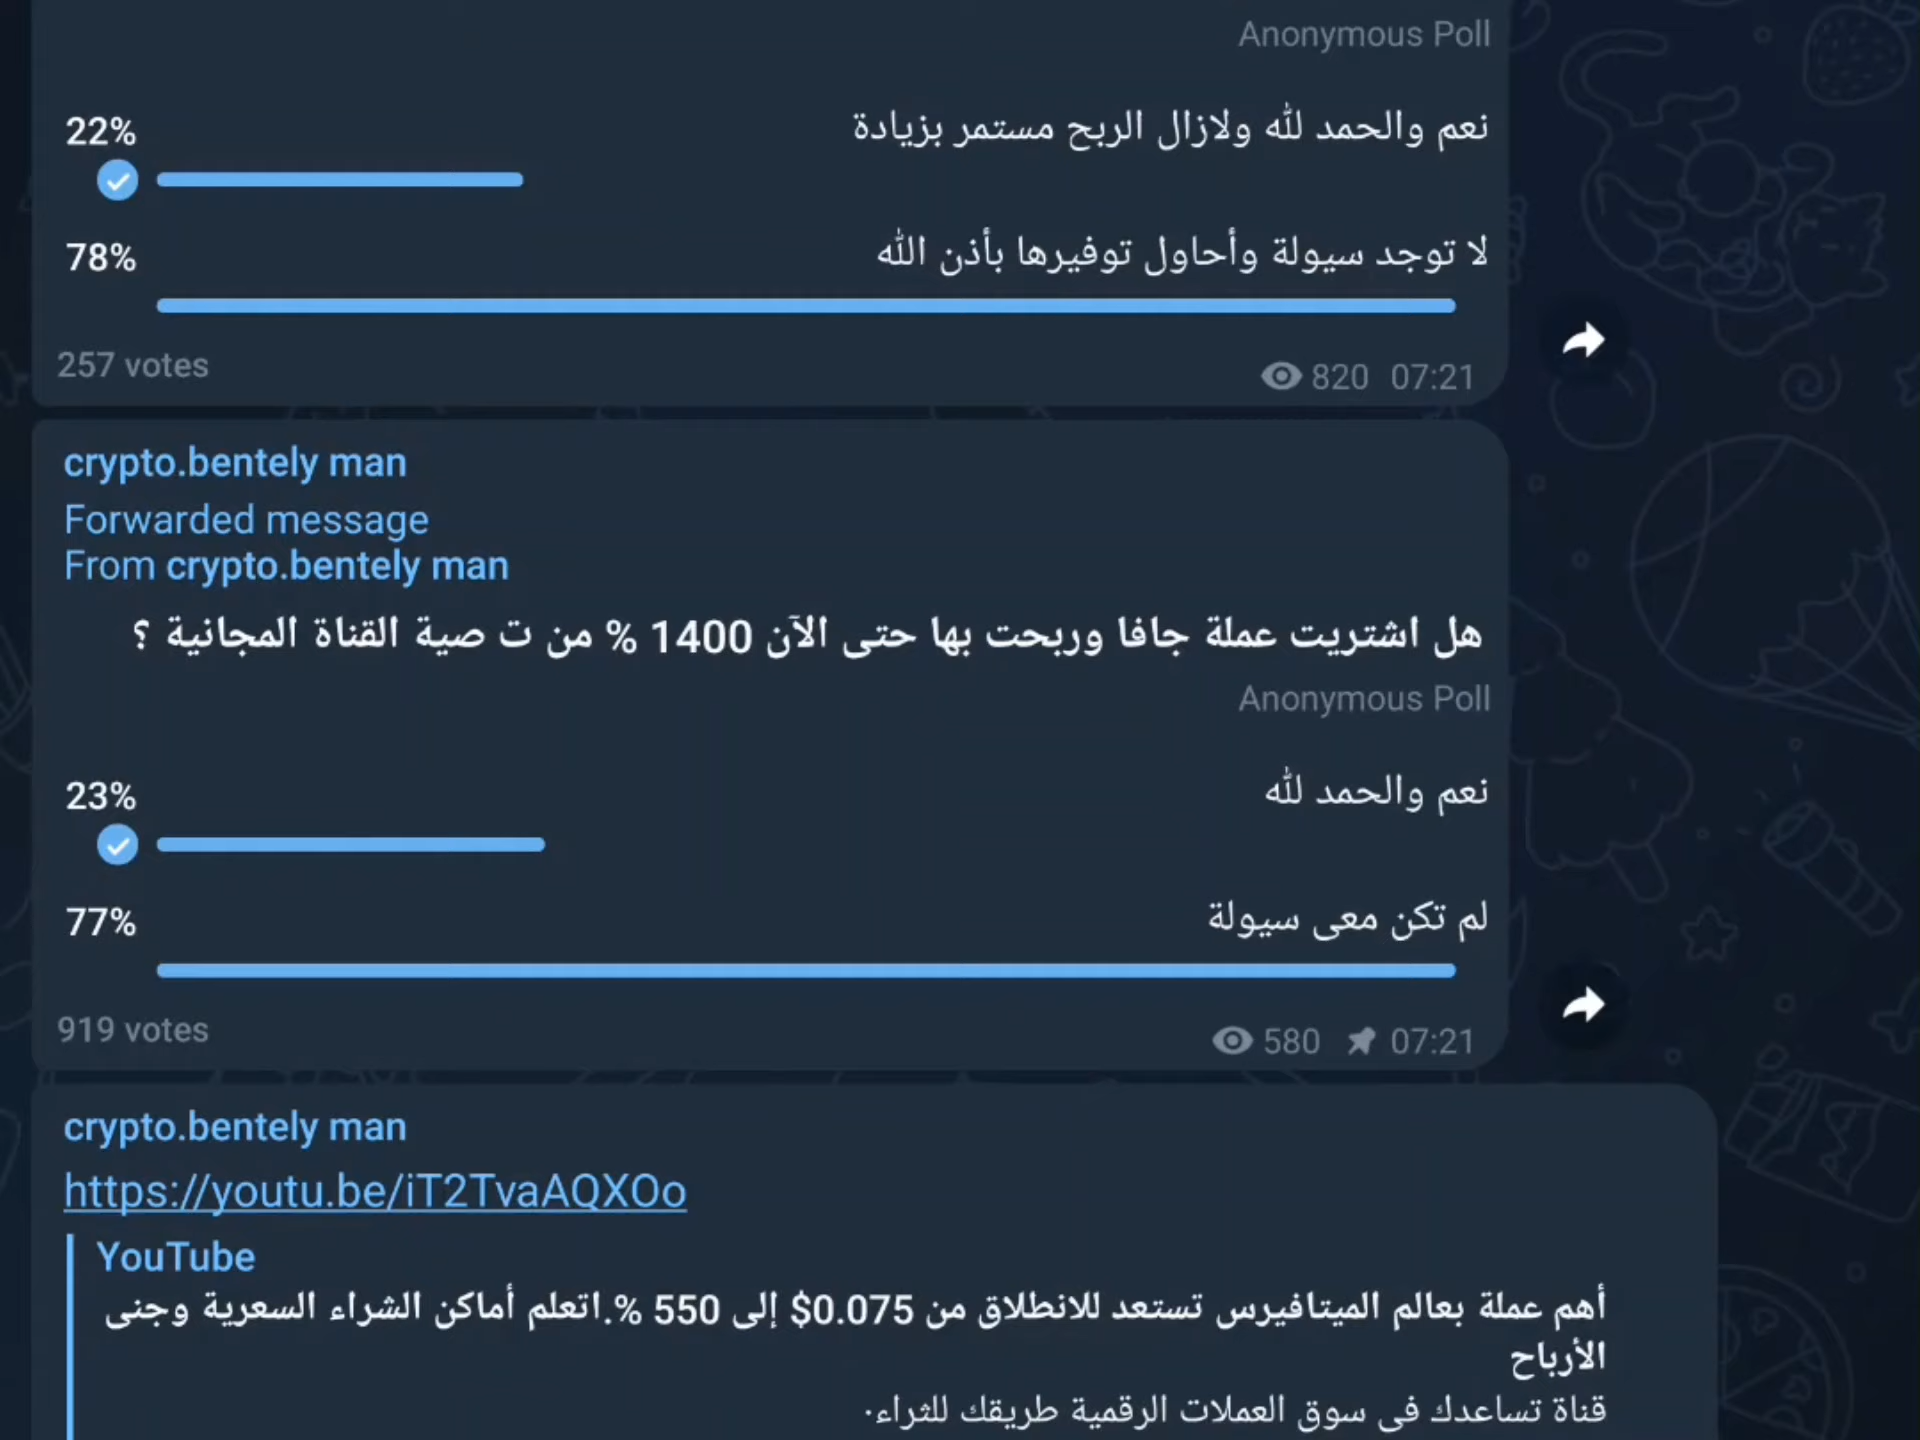 Anonymous Poll
22%
نعم والحمد لله ولازال الربح مستمر بزيادة
78%
لا توجد سيولة وأحاول توفيرها بأذن الله
257 votes
820 07:21
crypto.bentely man
Forwarded message
From crypto.bentely man
هل اشتريت عملة جافا وربحت بها حتى الآن 1400 % من ت صية القناة المجانية ؟
Anonymous Poll
23%
نعم والحمد لله
77%
لم تكن معى سيولة
919 votes
580 07:21
crypto.bentely man
https://youtu.be/iT2TvaAQXOo
YouTube
أهم عملة بعالم الميتافيرس تستعد للانطلاق من 0.075$ إلى 550 %.اتعلم أماكن الشراء السعرية وجنى
الأرباح
قناة تساعدك فى سوق العملات الرقمية طريقك للثراء.